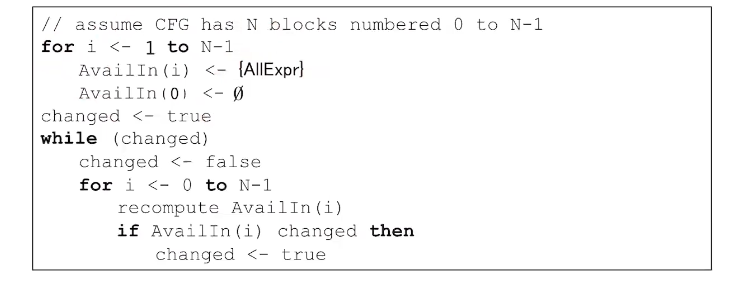 // assume CFG has N blocks numbered 0 to N-1
for i <- 1 to N-1
AvailIn(i) <- {AllExpr}
AvailIn(0) <- Ø
changed <- true
while (changed)
changed <- false
for i <- 0 to N-1
recompute AvailIn(i)
if AvailIn(i) changed then
changed <- true